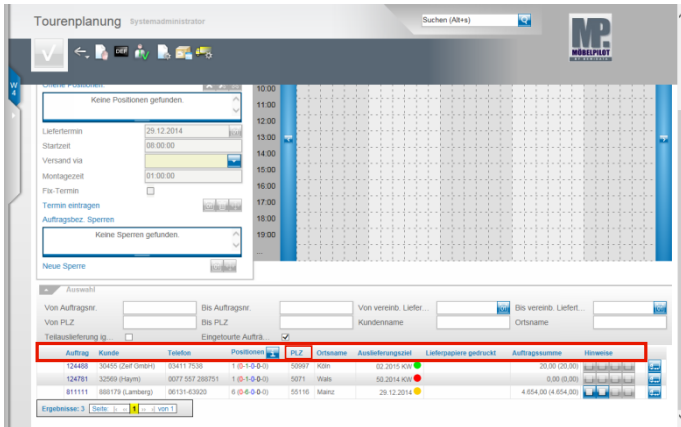 Tourenplanung Systemadministrator
Suchen (Alt+s)
MP
MÖBELPILOT
DEF
W
4
Offene Positionen:
Keine Positionen gefunden.
Liefertermin 29.12.2014
Startzeit 08:00:00
Versand via
Montagezeit 01:00:00
Fix-Termin
Termin eintragen
Auftragsbez. Sperren
Keine Sperren gefunden.
Neue Sperre
10:00
11:00
12:00
13:00
14:00
15:00
16:00
17:00
18:00
19:00
...
Auswahl
Von Auftragsnr. Bis Auftragsnr. Von vereinb. Liefer... Bis vereinb. Liefert...
Von PLZ Bis PLZ Kundenname Ortsname
Teilauslieferung ig... Eingetourte Aufträ...
Auftrag Kunde Telefon Positionen PLZ Ortsname Auslieferungsziel Lieferpapiere gedruckt Auftragssumme Hinweise
124468 30455 (Zeif GmbH) 03411 7538 1 (0-1-0-0-0) 50997 Köln 02.2015 KW 20,00 (20,00)
124781 32569 (Haym) 0077 557 288751 1 (0-1-0-0-0) 5071 Wals 50.2014 KW 0,00 (0,00)
811111 888179 (Lamberg) 06131-63920 6 (0-6-0-0-0) 55116 Mainz 29.12.2014 4.654,00 (4.654,00)
Ergebnisse: 3 Seite: 1 von 1